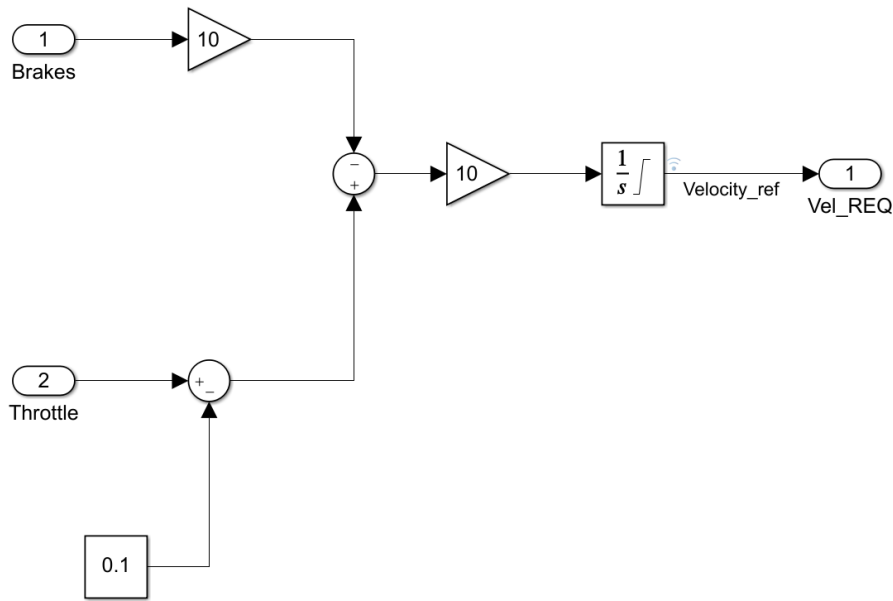 1
Brakes
10
−
+
10
1
s
Velocity_ref
1
Vel_REQ
2
Throttle
+
−
0.1